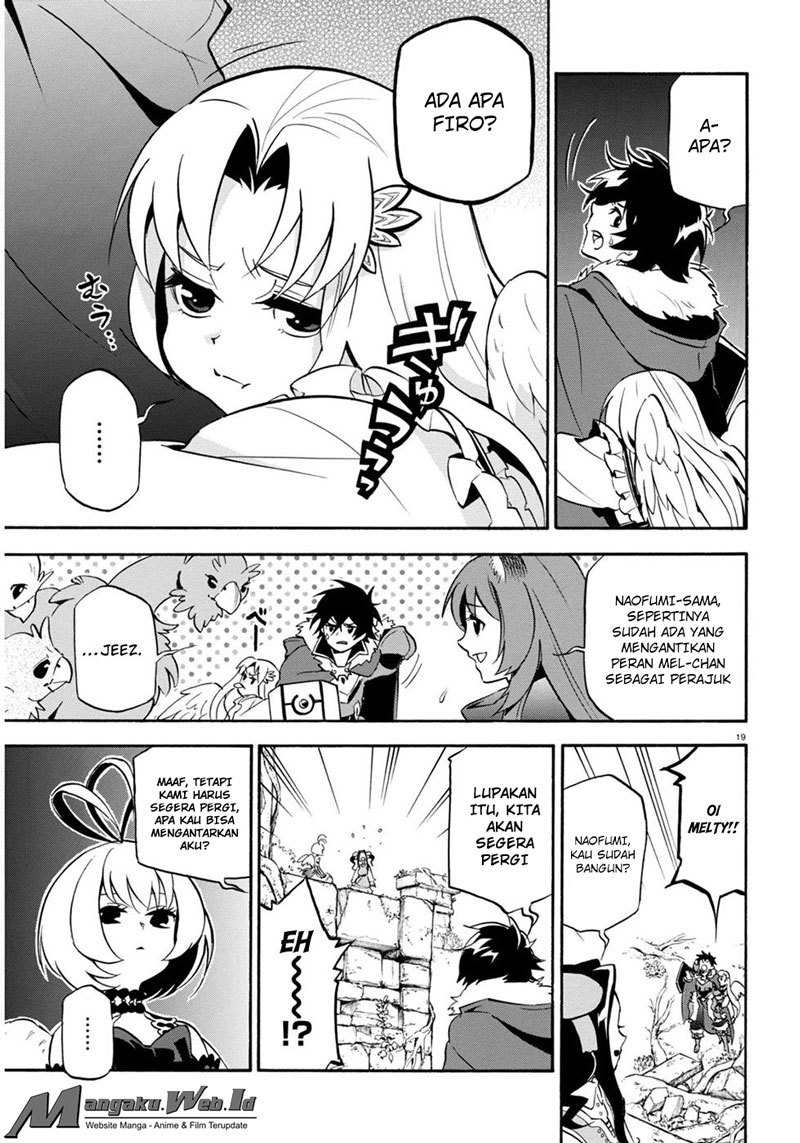 A-
APA?
ADA APA
FIRO?
むぅ...
ギュウウッ
......
NAOFUMI-SAMA,
SEPERTINYA
SUDAH ADA YANG
MENGANTIKAN
PERAN MEL-CHAN
SEBAGAI PERAJUK
べー
...JEEZ.
19
OI
MELTY!!
NAOFUMI,
KAU SUDAH
BANGUN?
LUPAKAN
ITU, KITA
AKAN
SEGERA
PERGI
EH
!?
MAAF, TETAPI
KAMI HARUS
SEGERA PERGI,
APA KAU BISA
MENGANTARKAN
AKU?
......
Mangaku.Web.Id
Website Manga - Anime & Film Terupdate